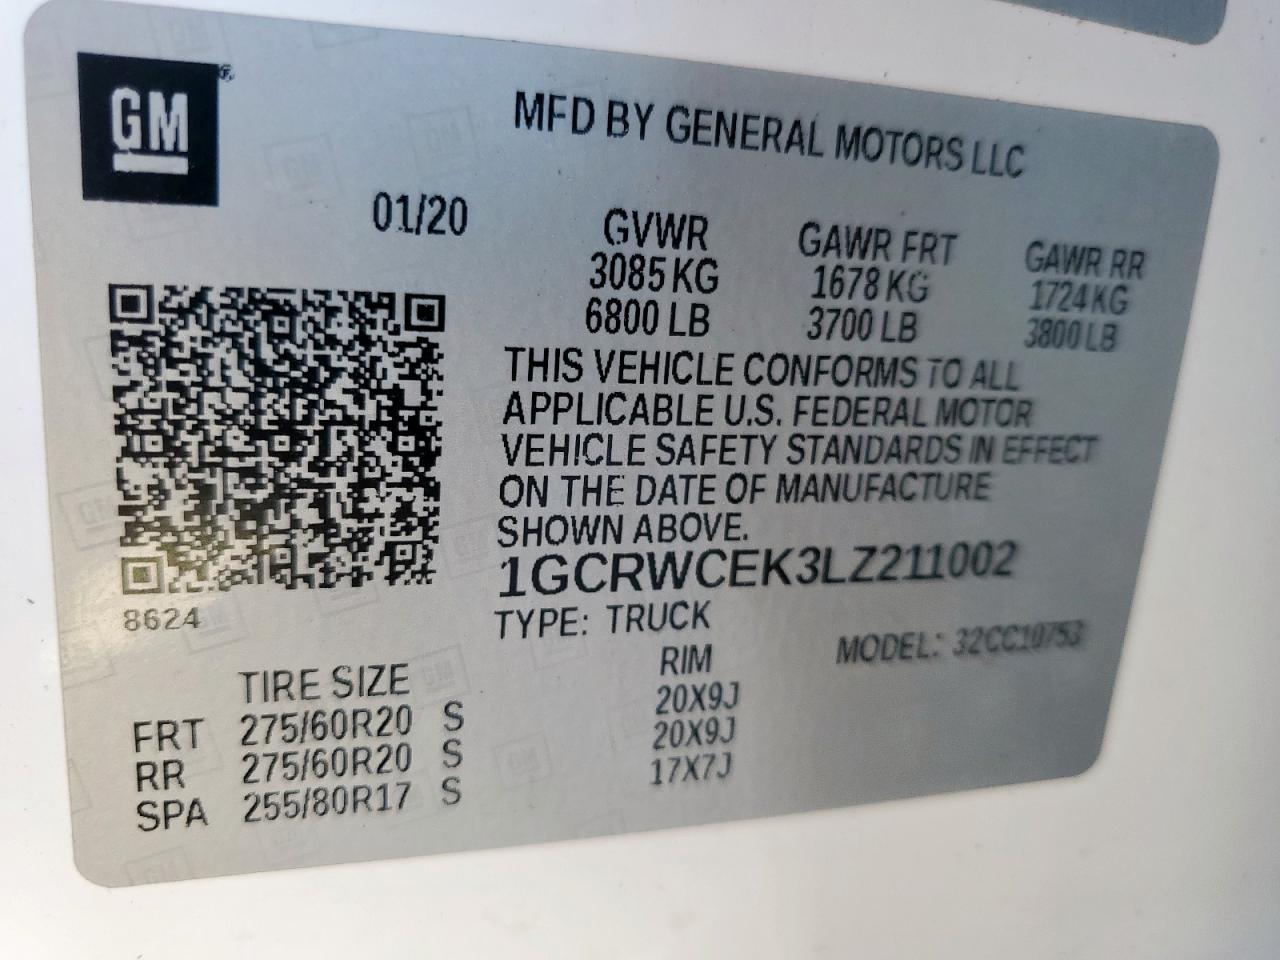 GM®
MFD BY GENERAL MOTORS LLC
01/20
GVWR GAWR FRT GAWR RR
3085 KG 1678 KG 1724 KG
6800 LB 3700 LB 3800 LB
THIS VEHICLE CONFORMS TO ALL
APPLICABLE U.S. FEDERAL MOTOR
VEHICLE SAFETY STANDARDS IN EFFECT
ON THE DATE OF MANUFACTURE
SHOWN ABOVE.
1GCRWCEK3LZ211002
8624
TYPE: TRUCK MODEL: 32CC10753
TIRE SIZE RIM
FRT 275/60R20 S 20X9J
RR 275/60R20 S 20X9J
SPA 255/80R17 S 17X7J